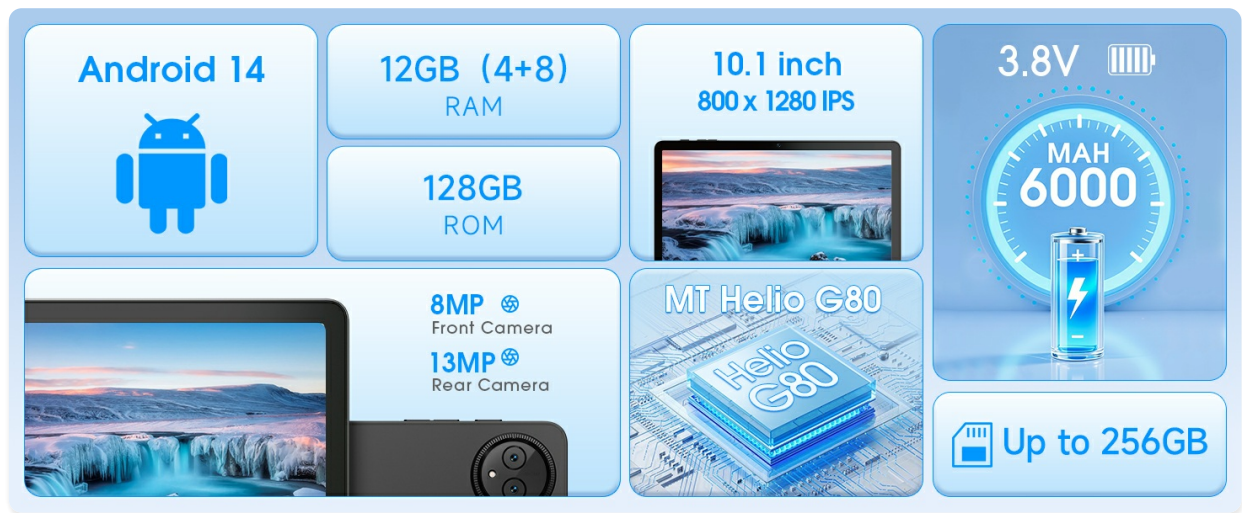 Android 14
12GB (4+8)
RAM
128GB
ROM
10.1 inch
800 x 1280 IPS
3.8V
MAH
6000
8MP
Front Camera
13MP
Rear Camera
MT Helio G80
Helio
G80
Up to 256GB